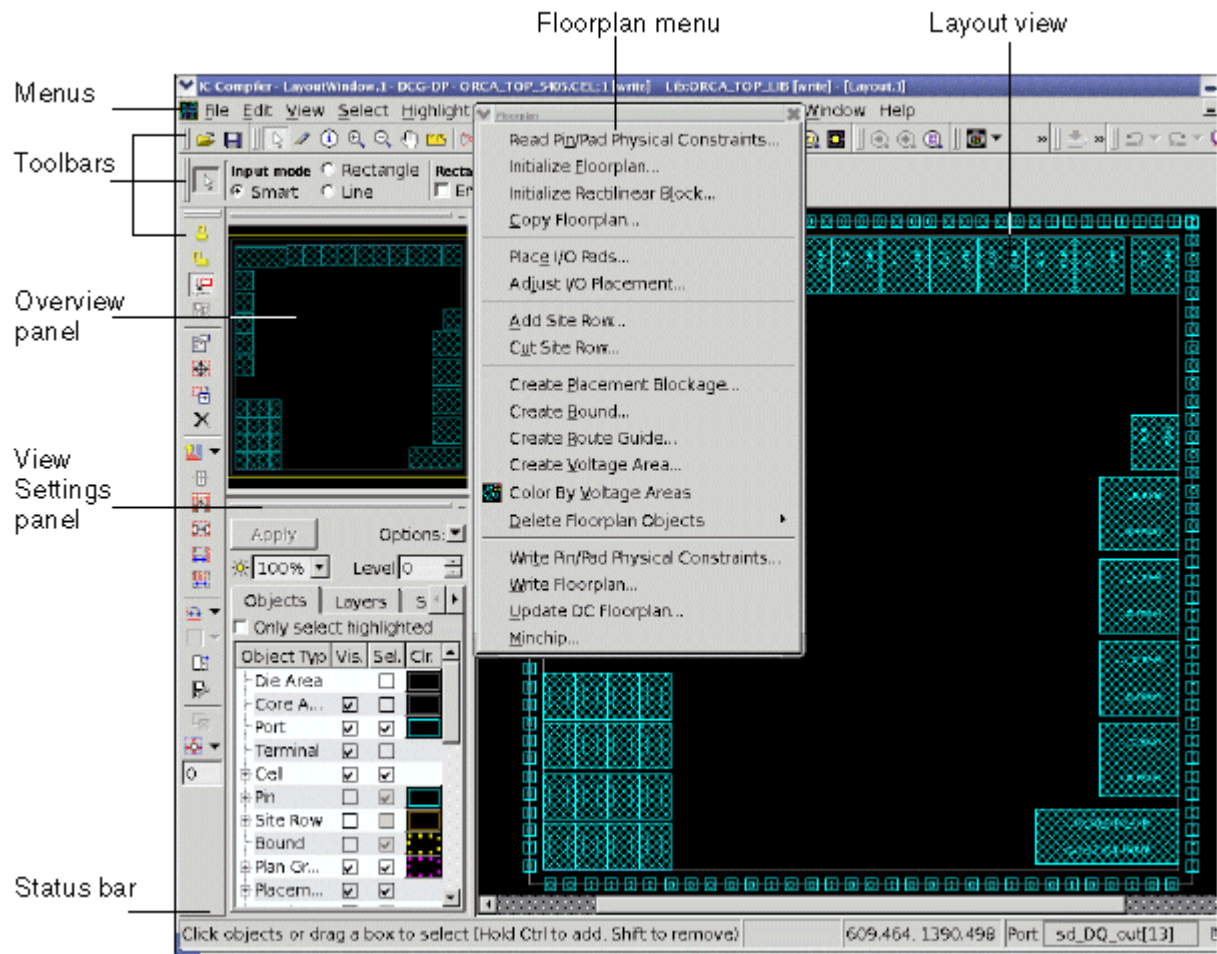 Floorplan menu
Layout view
Menus
Toolbars
Overview panel
View Settings panel
Status bar
IC Compiler - LayoutWindow.1 - DCG-DP - ORCA_TOP_5405.CEL;1 [write] Lib:ORCA_TOP_LIB [write] - [Layout.1]
File Edit View Select Highlight
Window Help
Floorplan
Input mode Rectangle
Smart Line
Read Pin/Pad Physical Constraints...
Initialize Floorplan...
Initialize Rectilinear Block...
Copy Floorplan...
Place I/O Pads...
Adjust I/O Placement...
Add Site Row...
Cut Site Row...
Create Placement Blockage...
Create Bound...
Create Route Guide...
Create Voltage Area...
Color By Voltage Areas
Delete Floorplan Objects
Write Pin/Pad Physical Constraints...
Write Floorplan...
Update DC Floorplan...
Minchip...
Apply Options:
100% Level 0
Objects Layers S
Only select highlighted
Object Typ Vis. Sel. Clr.
Die Area
Core A...
Port
Terminal
Cell
Pin
Site Row
Bound
Plan Gr...
Placem...
0
Click objects or drag a box to select (Hold Ctrl to add, Shift to remove)
609.464, 1390.498 Port sd_DQ_out[13]